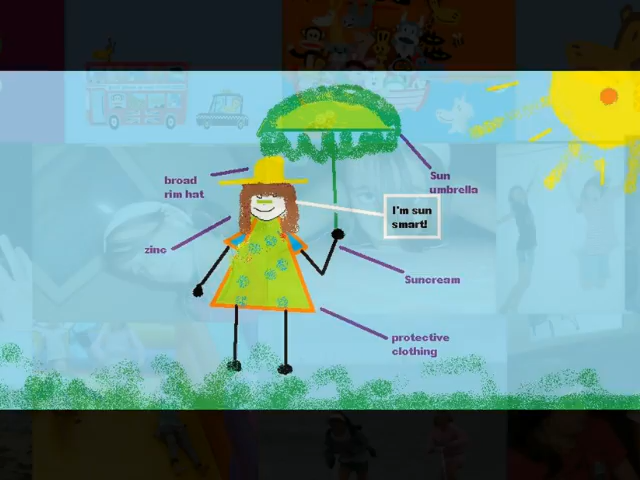 broad
rim hat
Sun
umbrella
I'm sun
smart!
zinc
Suncream
protective
clothing